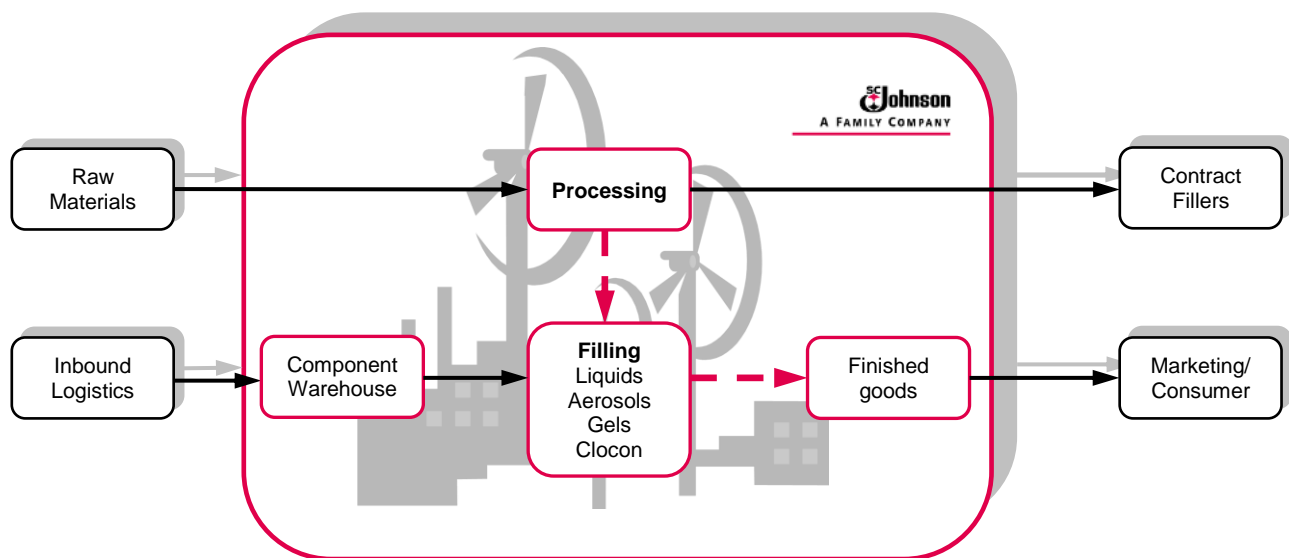 SC Johnson
A FAMILY COMPANY
Raw
Materials
Processing
Contract
Fillers
Inbound
Logistics
Component
Warehouse
Filling
Liquids
Aerosols
Gels
Clocon
Finished
goods
Marketing/
Consumer